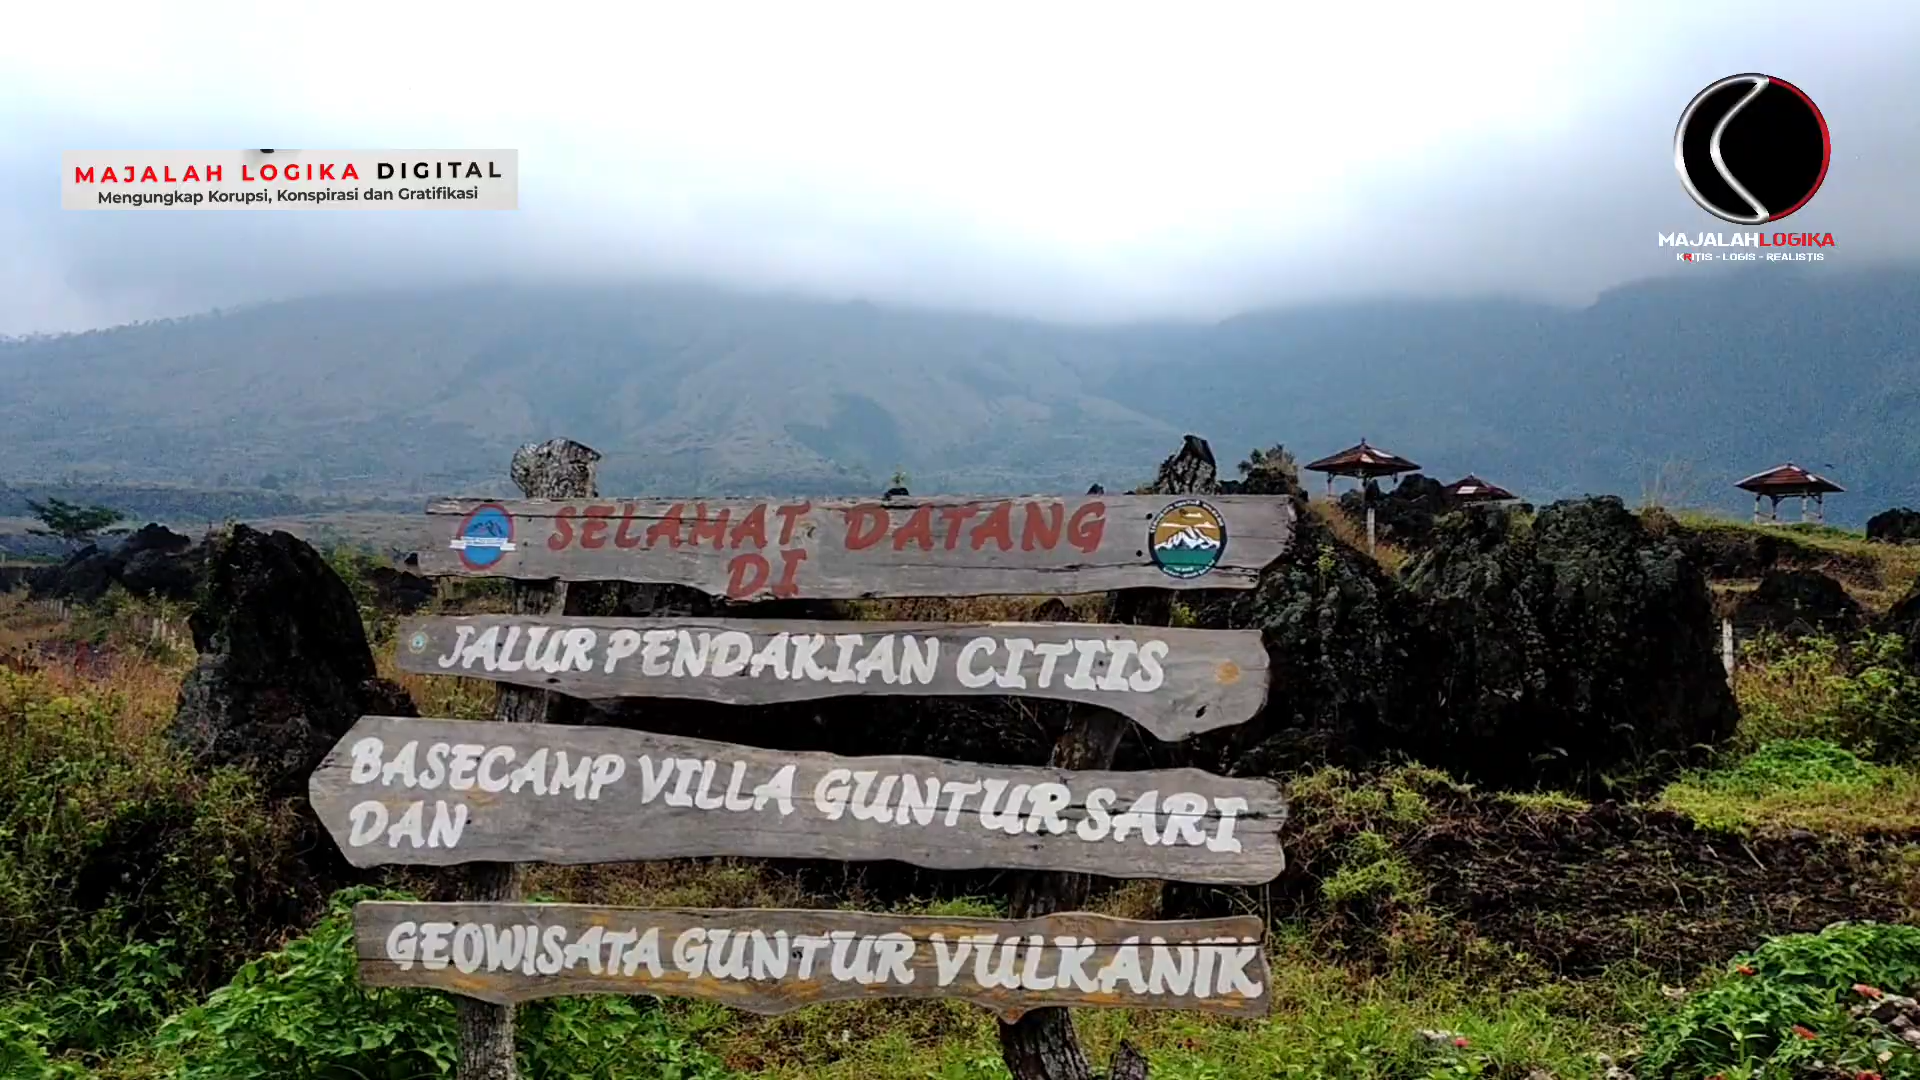 MAJALAH LOGIKA DIGITAL
Mengungkap Korupsi, Konspirasi dan Gratifikasi
MAJALAHLOGIKA
KRITIS - LOGIS - REALISTIS
SELAMAT DATANG
DI
JALUR PENDAKIAN CITIIS
BASECAMP VILLA GUNTUR SARI
DAN
GEOWISATA GUNTUR VULKANIK